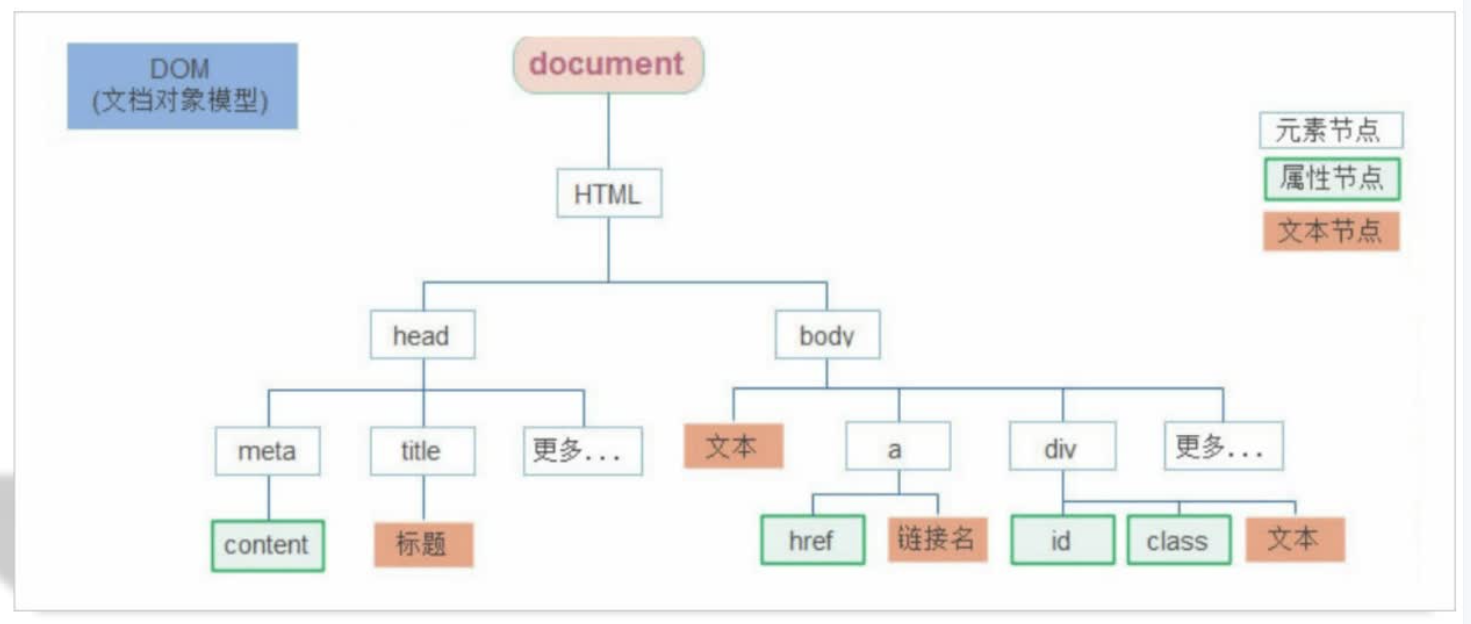 DOM
(文档对象模型)
document
元素节点
属性节点
文本节点
HTML
head
body
meta
title
更多...
文本
a
div
更多...
content
标题
href
链接名
id
class
文本